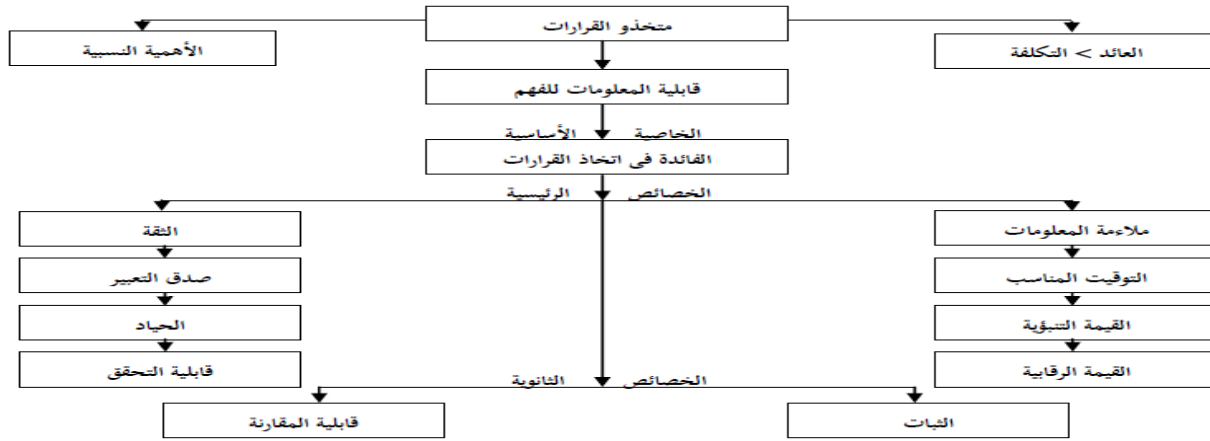 متخذو القرارات
العائد > التكلفة
الأهمية النسبية
قابلية المعلومات للفهم
الخاصية الأساسية
الفائدة فى اتخاذ القرارات
الخصائص الرئيسية
ملاءمة المعلومات
الثقة
التوقيت المناسب
صدق التعبير
القيمة التنبؤية
الحياد
القيمة الرقابية
قابلية التحقق
الخصائص الثانوية
الثبات
قابلية المقارنة